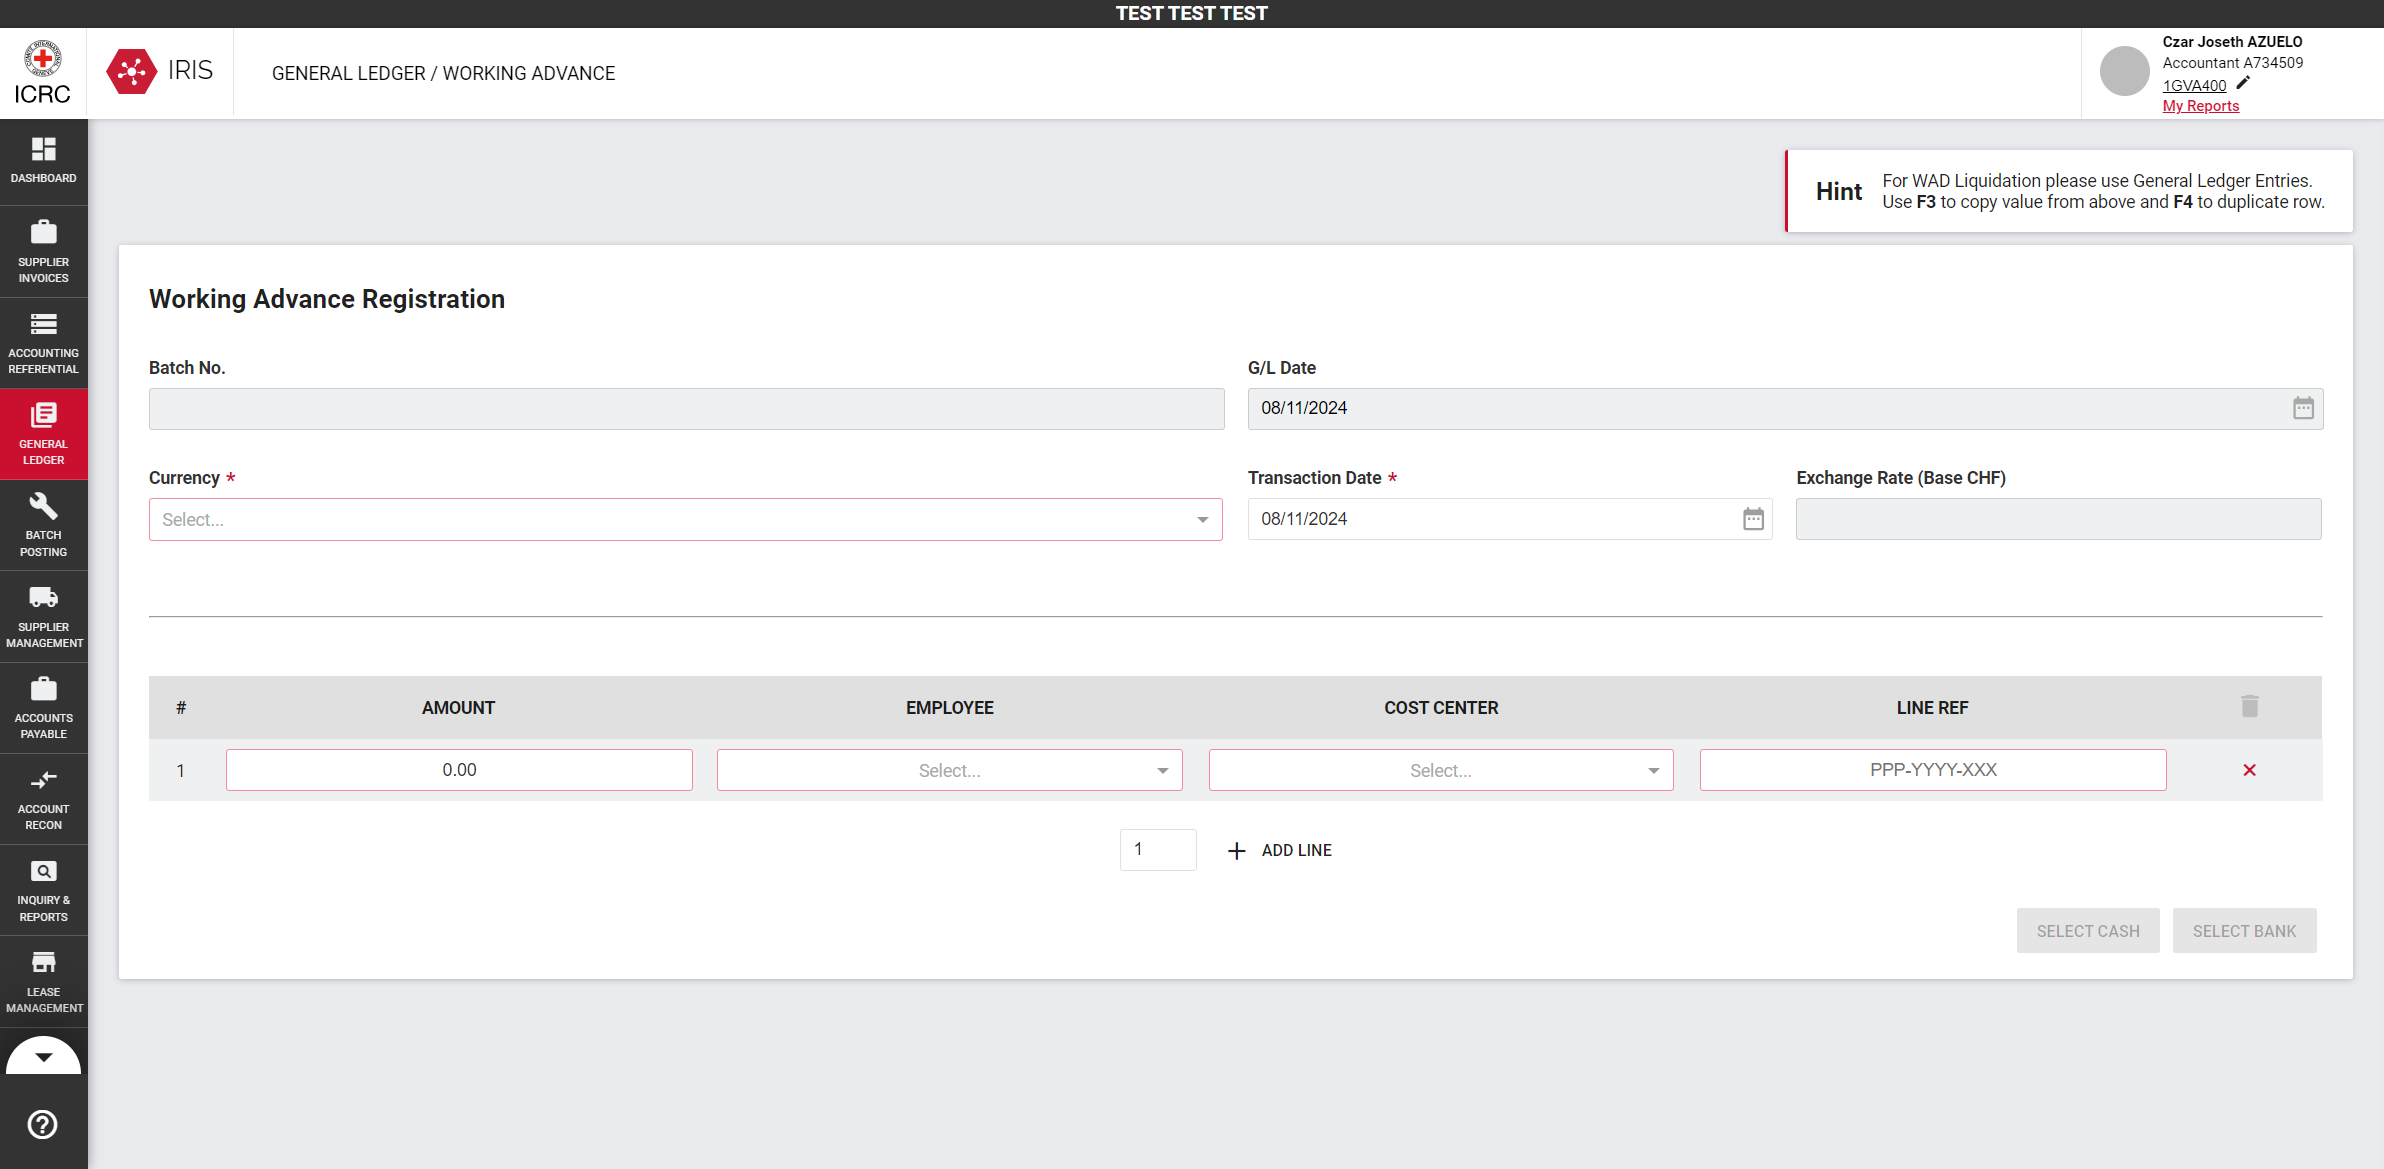 TEST TEST TEST
ICRC
IRIS
GENERAL LEDGER / WORKING ADVANCE
Czar Joseth AZUELO
Accountant A734509
1GVA400
My Reports
DASHBOARD
SUPPLIER
INVOICES
ACCOUNTING
REFERENTIAL
GENERAL
LEDGER
BATCH
POSTING
SUPPLIER
MANAGEMENT
ACCOUNTS
PAYABLE
ACCOUNT
RECON
INQUIRY &
REPORTS
LEASE
MANAGEMENT
Hint
For WAD Liquidation please use General Ledger Entries.
Use F3 to copy value from above and F4 to duplicate row.
Working Advance Registration
Batch No.
G/L Date
08/11/2024
Currency *
Transaction Date *
Exchange Rate (Base CHF)
Select...
08/11/2024
# AMOUNT EMPLOYEE COST CENTER LINE REF
1 0.00 Select... Select... PPP-YYYY-XXX
1 ADD LINE
SELECT CASH SELECT BANK